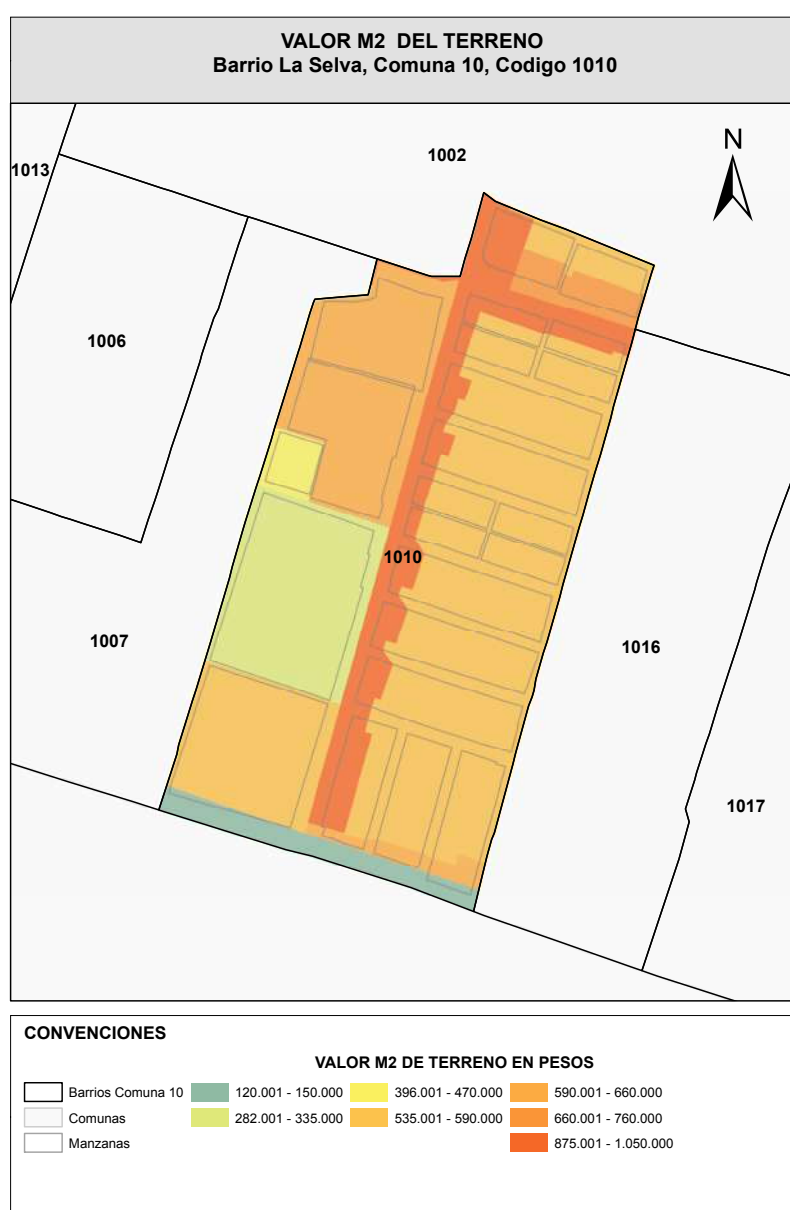 VALOR M2 DEL TERRENO
Barrio La Selva, Comuna 10, Codigo 1010
N
1002
1013
1006
1010
1007
1016
1017
CONVENCIONES
VALOR M2 DE TERRENO EN PESOS
Barrios Comuna 10 120.001 - 150.000 396.001 - 470.000 590.001 - 660.000
Comunas 282.001 - 335.000 535.001 - 590.000 660.001 - 760.000
Manzanas 875.001 - 1.050.000